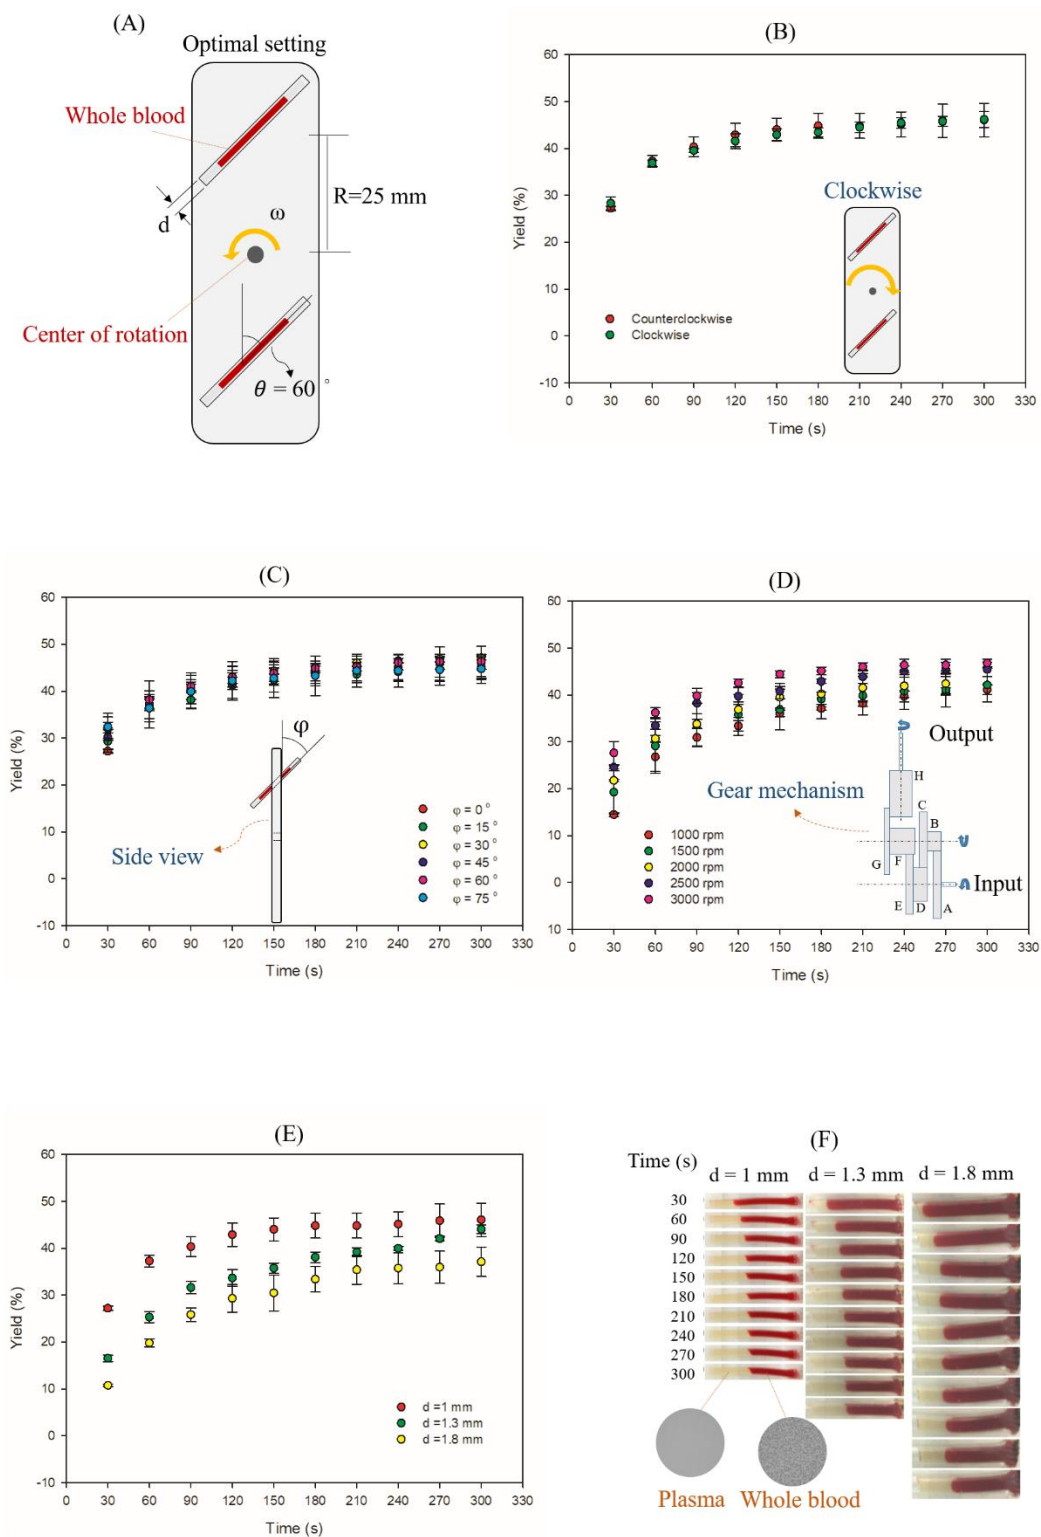 (A)
Optimal setting
Whole blood
d
R=25 mm
ω
Center of rotation
θ = 60 °
(B)
60
50
40
30
20
10
0
-10
Yield (%)
Clockwise
Counterclockwise
Clockwise
0 30 60 90 120 150 180 210 240 270 300 330
Time (s)
(C)
60
50
40
30
20
10
0
-10
Yield (%)
φ
Side view
φ = 0 °
φ = 15 °
φ = 30 °
φ = 45 °
φ = 60 °
φ = 75 °
0 30 60 90 120 150 180 210 240 270 300 330
Time (s)
(D)
60
50
40
30
20
10
0
-10
Yield (%)
Output
Gear mechanism
H
C
B
G
F
Input
E
D
A
1000 rpm
1500 rpm
2000 rpm
2500 rpm
3000 rpm
0 30 60 90 120 150 180 210 240 270 300 330
Time (s)
(E)
60
50
40
30
20
10
0
-10
Yield (%)
d =1 mm
d =1.3 mm
d =1.8 mm
0 30 60 90 120 150 180 210 240 270 300 330
Time (s)
(F)
Time (s)
d = 1 mm d = 1.3 mm d = 1.8 mm
30
60
90
120
150
180
210
240
270
300
Plasma Whole blood